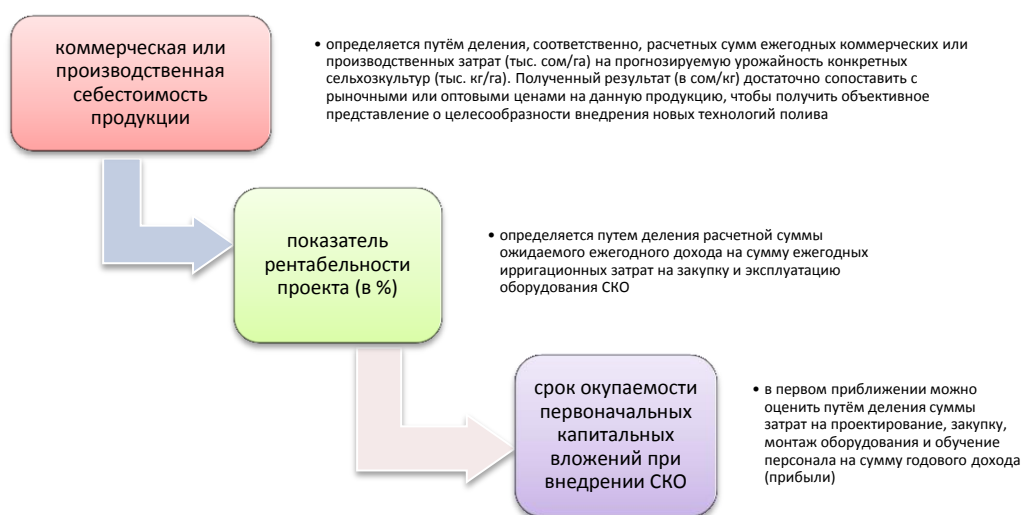 коммерческая или
производственная
себестоимость
продукции
• определяется путём деления, соответственно, расчетных сумм ежегодных коммерческих или
производственных затрат (тыс. сом/га) на прогнозируемую урожайность конкретных
сельхозкультур (тыс. кг/га). Полученный результат (в сом/кг) достаточно сопоставить с
рыночными или оптовыми ценами на данную продукцию, чтобы получить объективное
представление о целесообразности внедрения новых технологий полива
показатель
рентабельности
проекта (в %)
• определяется путем деления расчетной суммы
ожидаемого ежегодного дохода на сумму ежегодных
ирригационных затрат на закупку и эксплуатацию
оборудования СКО
срок окупаемости
первоначальных
капитальных
вложений при
внедрении СКО
• в первом приближении можно
оценить путём деления суммы
затрат на проектирование, закупку,
монтаж оборудования и обучение
персонала на сумму годового дохода
(прибыли)